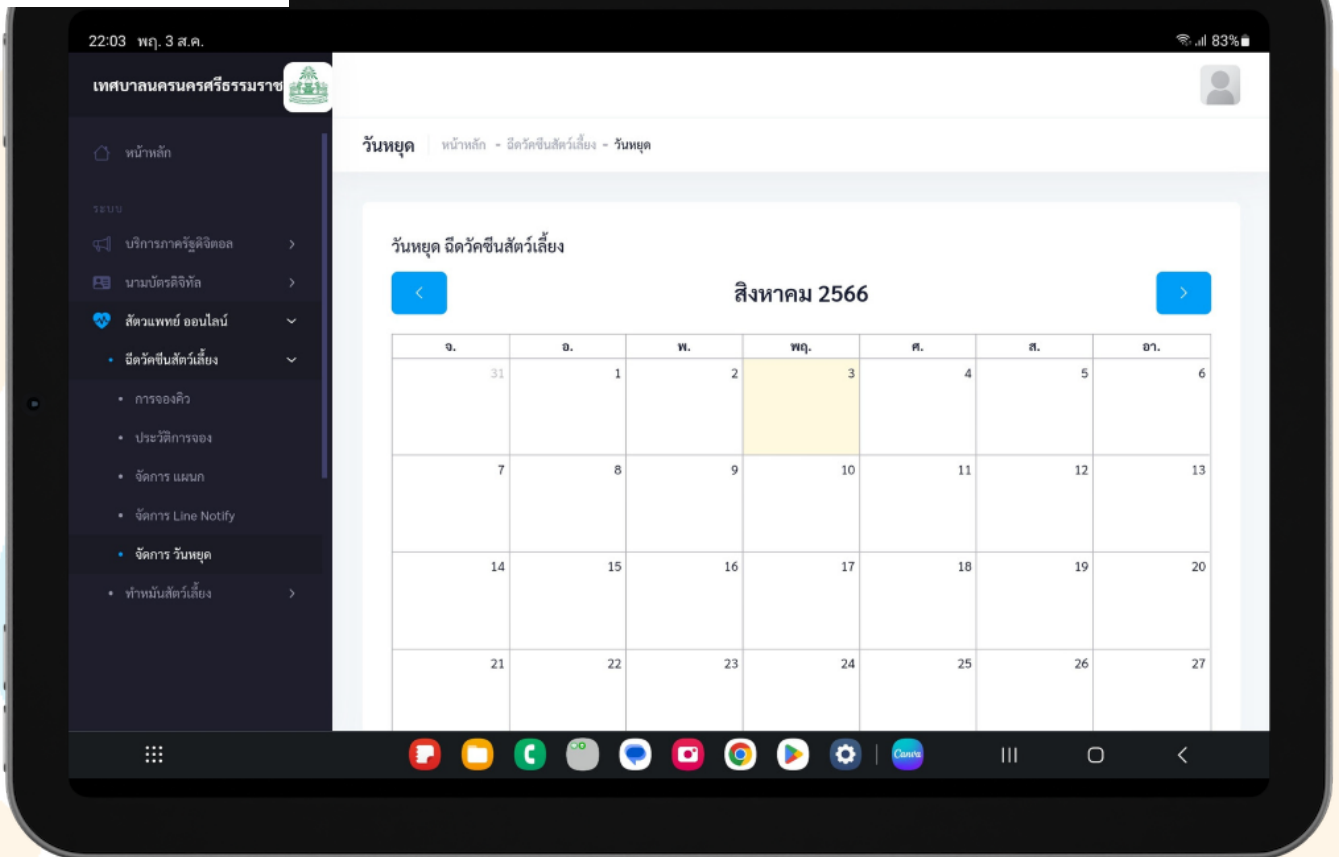 22:03 พฤ. 3 ส.ค.
83%
เทศบาลนครนครศรีธรรมราช
หน้าหลัก
ระบบ
บริการภาครัฐดิจิตอล
นามบัตรดิจิทัล
สัตวแพทย์ ออนไลน์
ฉีดวัคซีนสัตว์เลี้ยง
การจองคิว
ประวัติการจอง
จัดการ แผนก
จัดการ Line Notify
จัดการ วันหยุด
ทำหมันสัตว์เลี้ยง
วันหยุด หน้าหลัก - ฉีดวัคซีนสัตว์เลี้ยง - วันหยุด
วันหยุด ฉีดวัคซีนสัตว์เลี้ยง
สิงหาคม 2566
จ. อ. พ. พฤ. ศ. ส. อา.
31 1 2 3 4 5 6
7 8 9 10 11 12 13
14 15 16 17 18 19 20
21 22 23 24 25 26 27
Canva